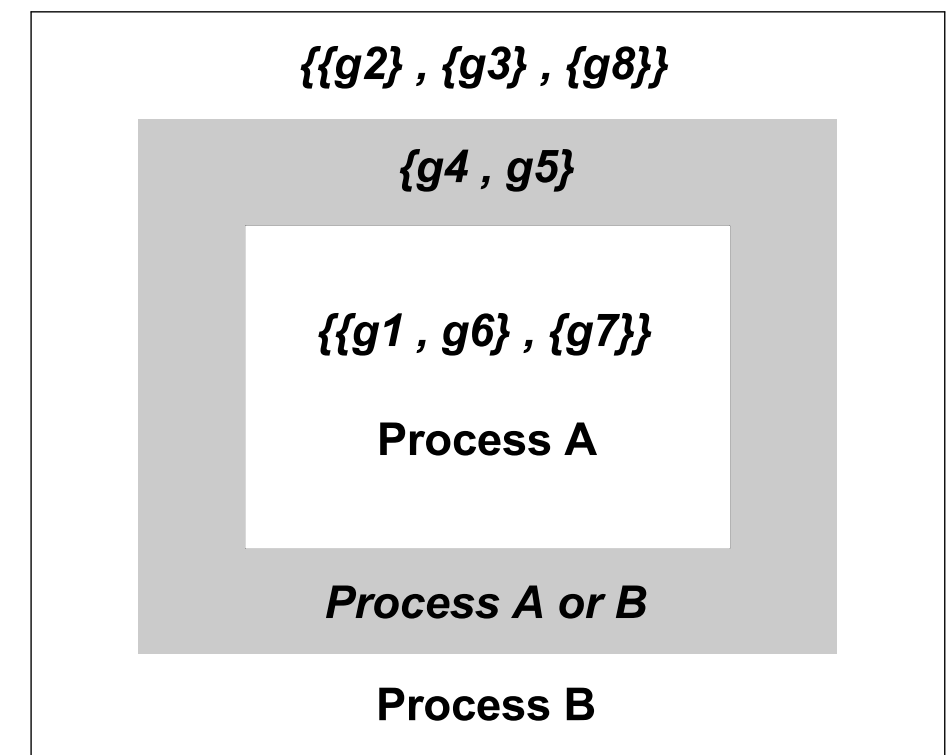 {{g2} , {g3} , {g8}}
{g4 , g5}
{{g1 , g6} , {g7}}
Process A
Process A or B
Process B